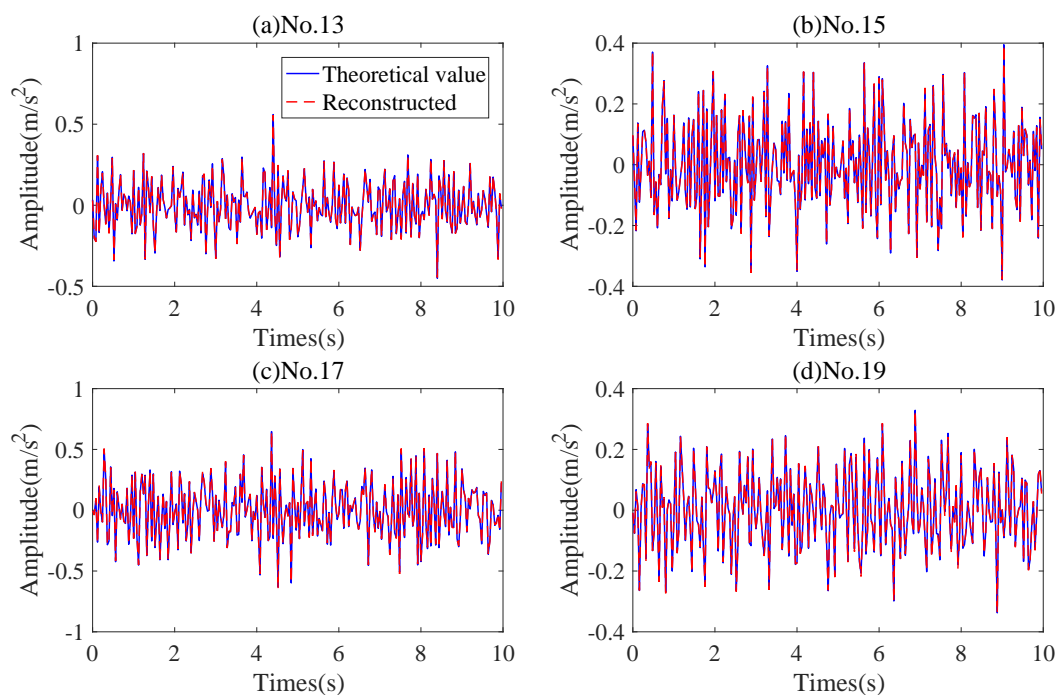 (a)No.13
Amplitude(m/s²)
1
0.5
0
-0.5
Theoretical value
Reconstructed
0 2 4 6 8 10
Times(s)
(b)No.15
Amplitude(m/s²)
0.4
0.2
0
-0.2
-0.4
0 2 4 6 8 10
Times(s)
(c)No.17
Amplitude(m/s²)
1
0.5
0
-0.5
-1
0 2 4 6 8 10
Times(s)
(d)No.19
Amplitude(m/s²)
0.4
0.2
0
-0.2
-0.4
0 2 4 6 8 10
Times(s)